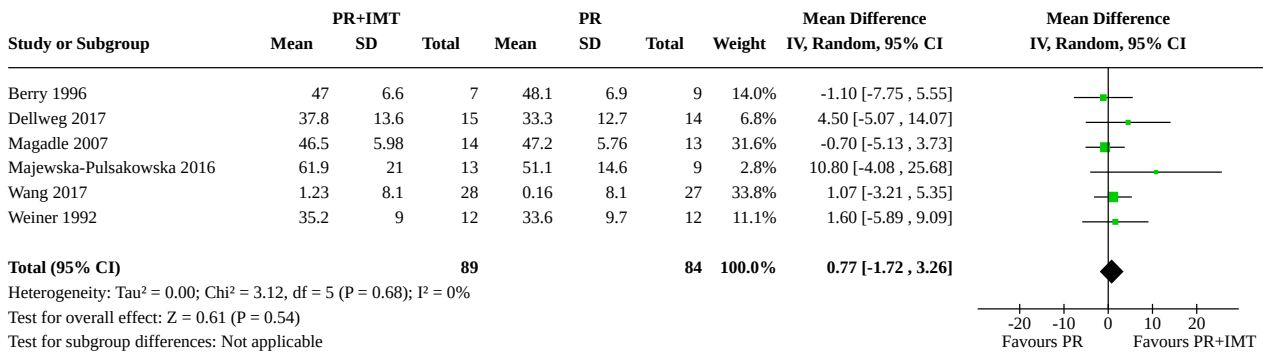 PR+IMT PR Mean Difference Mean Difference
Study or Subgroup Mean SD Total Mean SD Total Weight IV, Random, 95% CI IV, Random, 95% CI
Berry 1996 47 6.6 7 48.1 6.9 9 14.0% -1.10 [-7.75 , 5.55]
Dellweg 2017 37.8 13.6 15 33.3 12.7 14 6.8% 4.50 [-5.07 , 14.07]
Magadle 2007 46.5 5.98 14 47.2 5.76 13 31.6% -0.70 [-5.13 , 3.73]
Majewska-Pulsakowska 2016 61.9 21 13 51.1 14.6 9 2.8% 10.80 [-4.08 , 25.68]
Wang 2017 1.23 8.1 28 0.16 8.1 27 33.8% 1.07 [-3.21 , 5.35]
Weiner 1992 35.2 9 12 33.6 9.7 12 11.1% 1.60 [-5.89 , 9.09]
Total (95% CI) 89 84 100.0% 0.77 [-1.72 , 3.26]
Heterogeneity: Tau² = 0.00; Chi² = 3.12, df = 5 (P = 0.68); I² = 0%
Test for overall effect: Z = 0.61 (P = 0.54)
Test for subgroup differences: Not applicable
-20 -10 0 10 20
Favours PR Favours PR+IMT